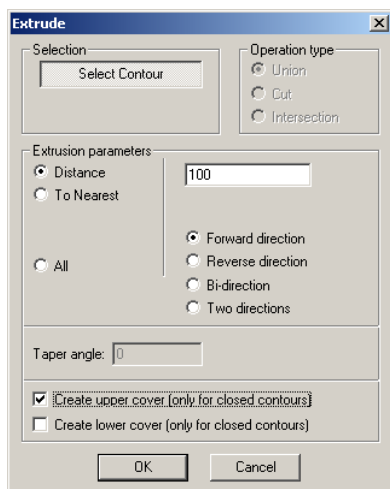 Extrude
Selection
Select Contour
Operation type
Union
Cut
Intersection
Extrusion parameters
Distance
100
To Nearest
All
Forward direction
Reverse direction
Bi-direction
Two directions
Taper angle: 0
Create upper cover (only for closed contours)
Create lower cover (only for closed contours)
OK
Cancel